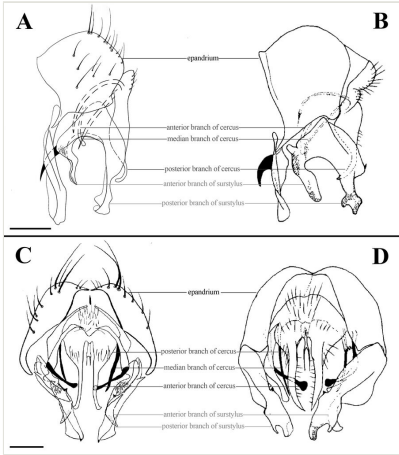 A
B
epandrium
anterior branch of cercus
median branch of cercus
posterior branch of cercus
anterior branch of surstylus
posterior branch of surstylus
C
D
epandrium
posterior branch of cercus
median branch of cercus
anterior branch of cercus
anterior branch of surstylus
posterior branch of surstylus